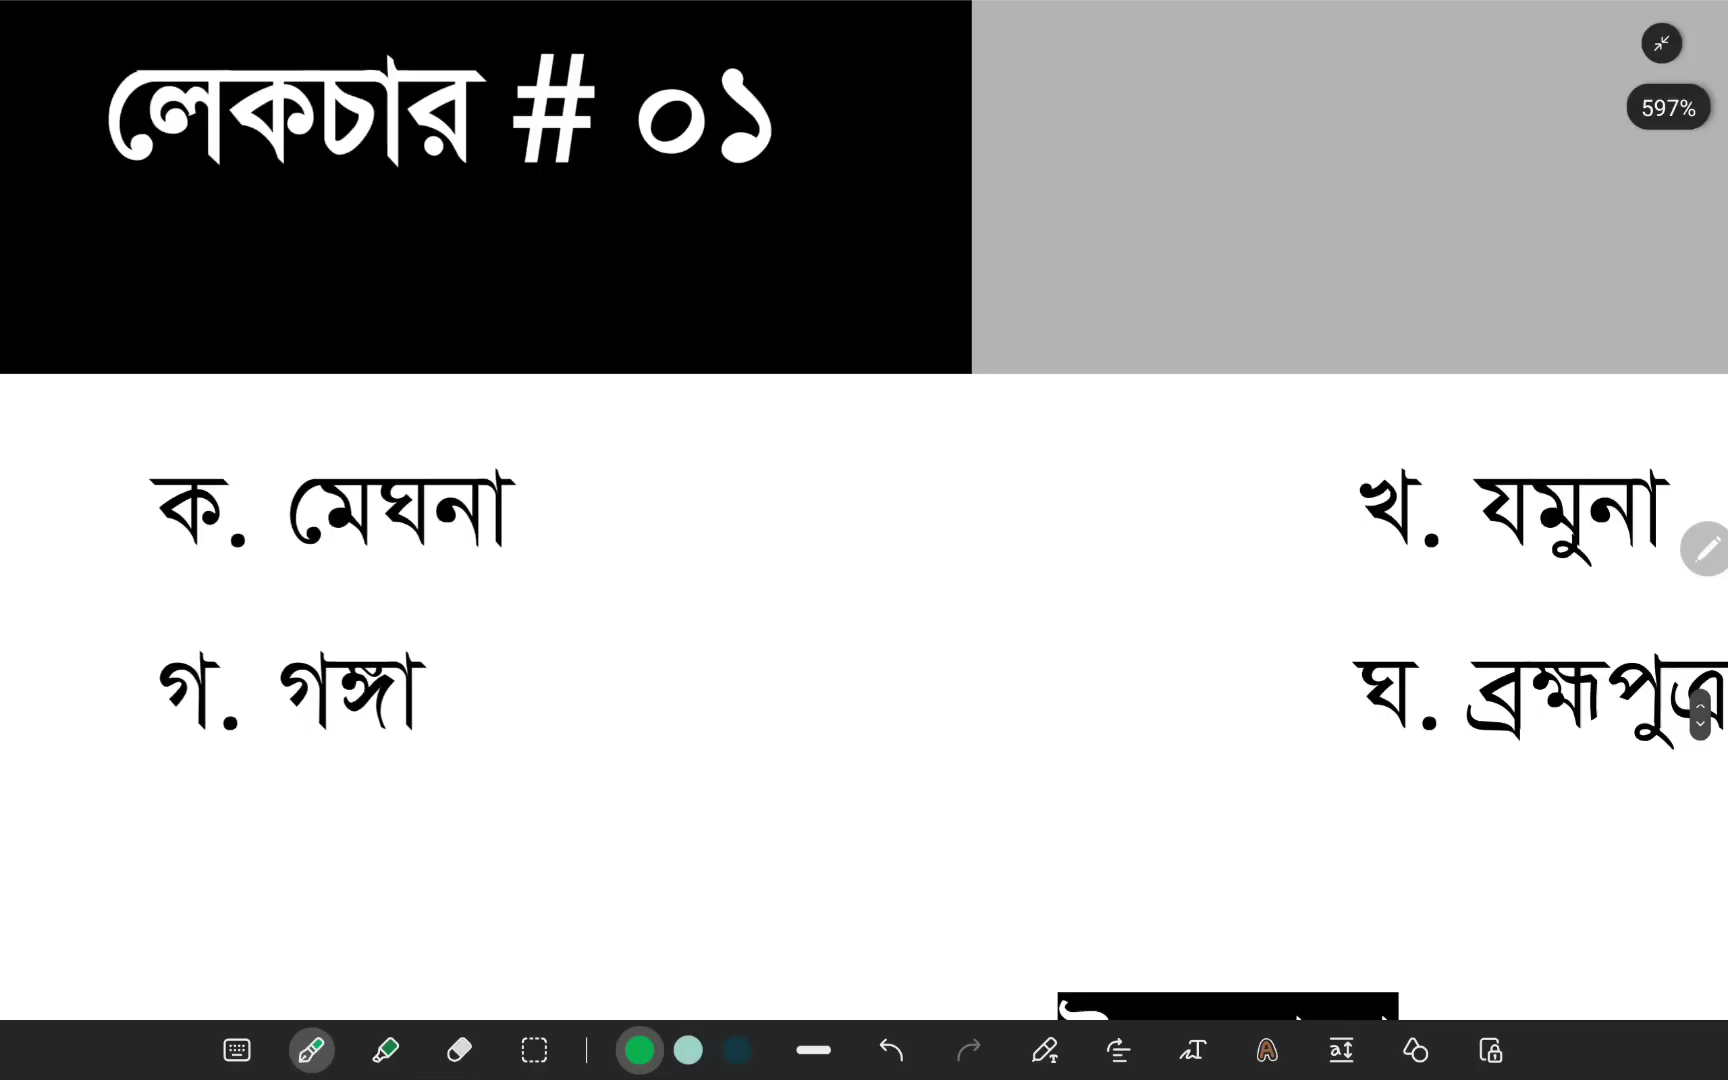 লেকচার # ০১
597%
ক. মেঘনা
খ. যমুনা
গ. গঙ্গা
ঘ. ব্রহ্মপুত্র